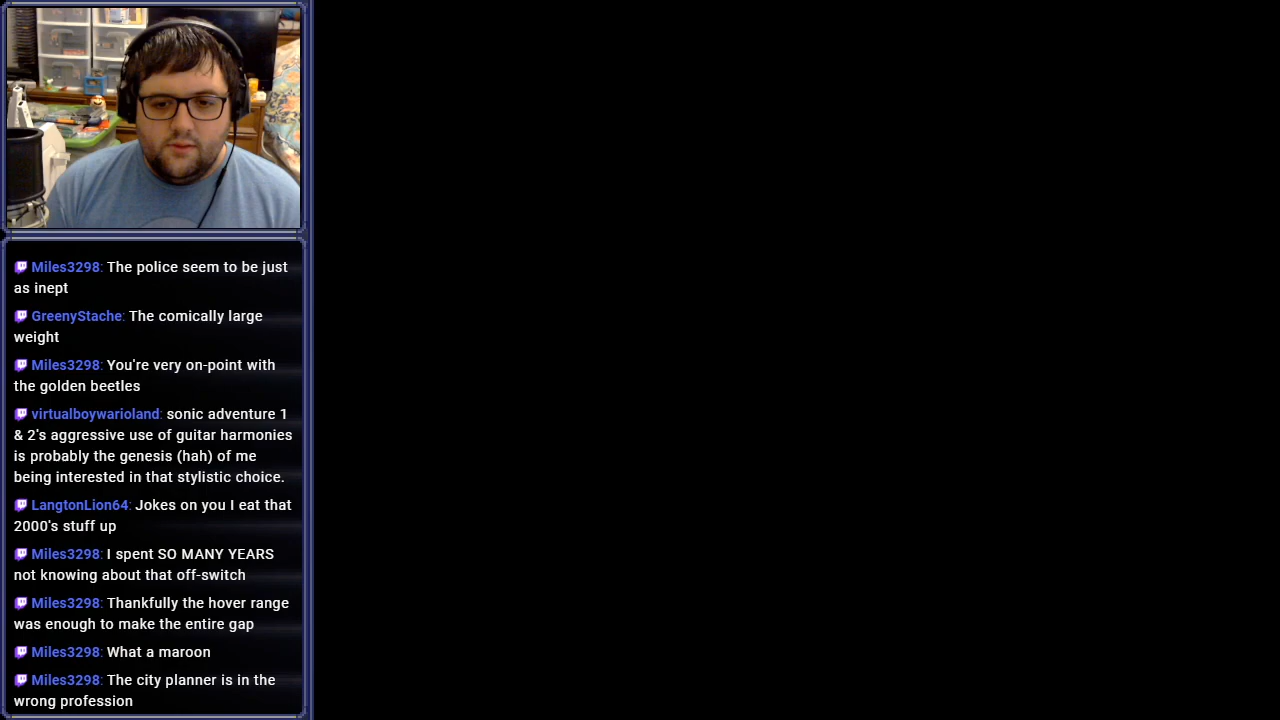 Miles3298: The police seem to be just
as inept
GreenyStache: The comically large
weight
Miles3298: You're very on-point with
the golden beetles
virtualboywarioland: sonic adventure 1
& 2's aggressive use of guitar harmonies
is probably the genesis (hah) of me
being interested in that stylistic choice.
LangtonLion64: Jokes on you I eat that
2000's stuff up
Miles3298: I spent SO MANY YEARS
not knowing about that off-switch
Miles3298: Thankfully the hover range
was enough to make the entire gap
Miles3298: What a maroon
Miles3298: The city planner is in the
wrong profession